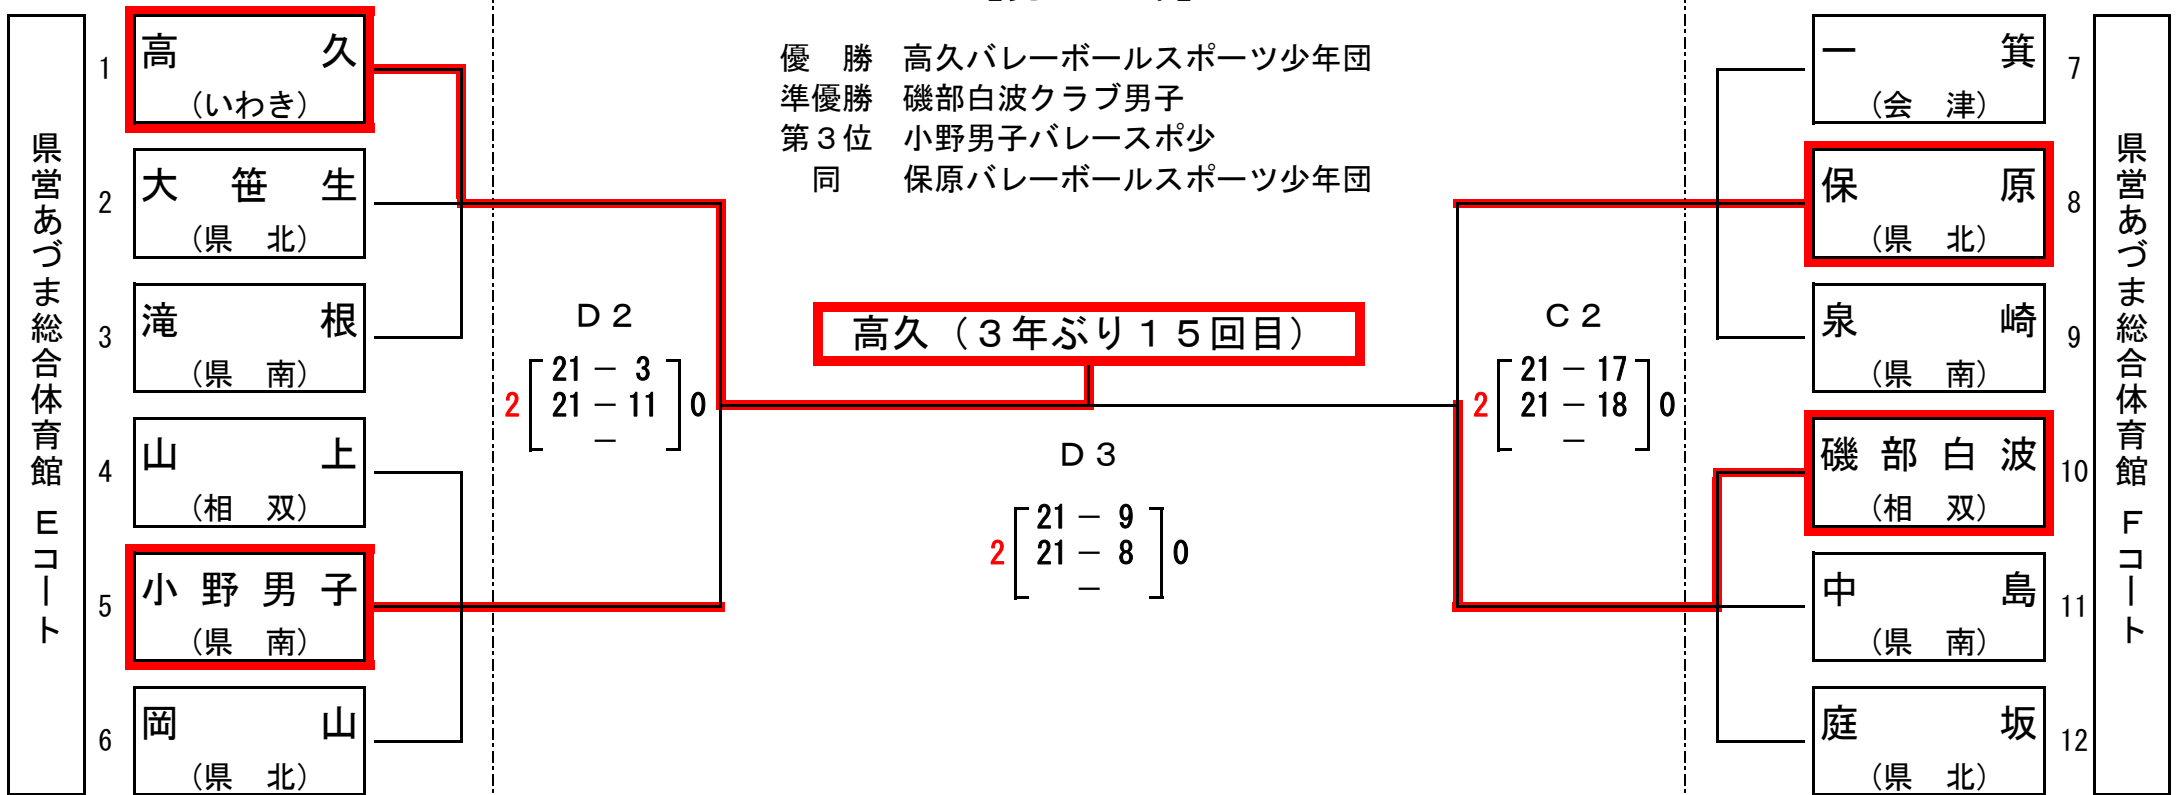 優　勝　高久バレーボールスポーツ少年団
準優勝　磯部白波クラブ男子
第３位　小野男子バレースポ少
同　保原バレーボールスポーツ少年団
県営あづま総合体育館 Ｅコート
1
高久
（いわき）
2
大笹生
（県　北）
3
滝根
（県　南）
4
山上
（相　双）
5
小野男子
（県　南）
6
岡山
（県　北）
Ｄ２
2 21 － 3 0
21 － 11
－
高久（３年ぶり１５回目）
Ｄ３
2 21 － 9 0
21 － 8
－
Ｃ２
2 21 － 17 0
21 － 18
－
一箕
（会　津）
7
保原
（県　北）
8
泉崎
（県　南）
9
磯部白波
（相　双）
10
中島
（県　南）
11
庭坂
（県　北）
12
県営あづま総合体育館 Ｆコート